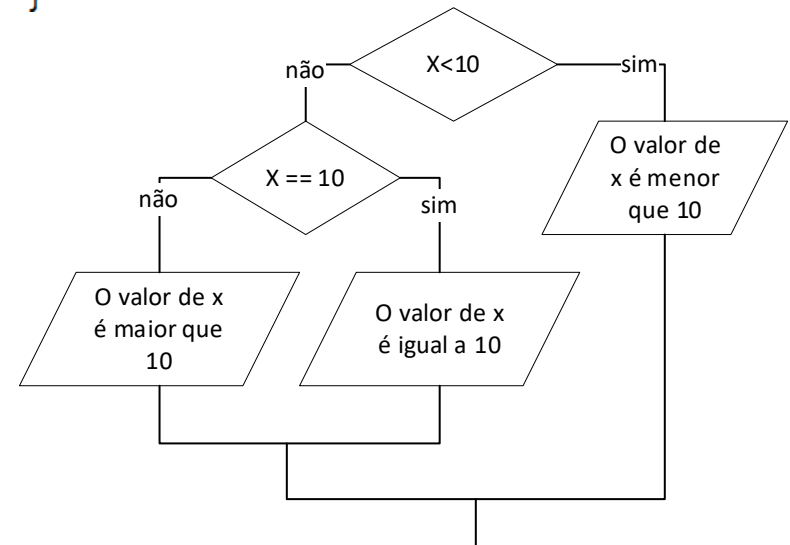 }
X<10
não
sim
O valor de
x é menor
que 10
X == 10
não
sim
O valor de x
é maior que
10
O valor de x
é igual a 10